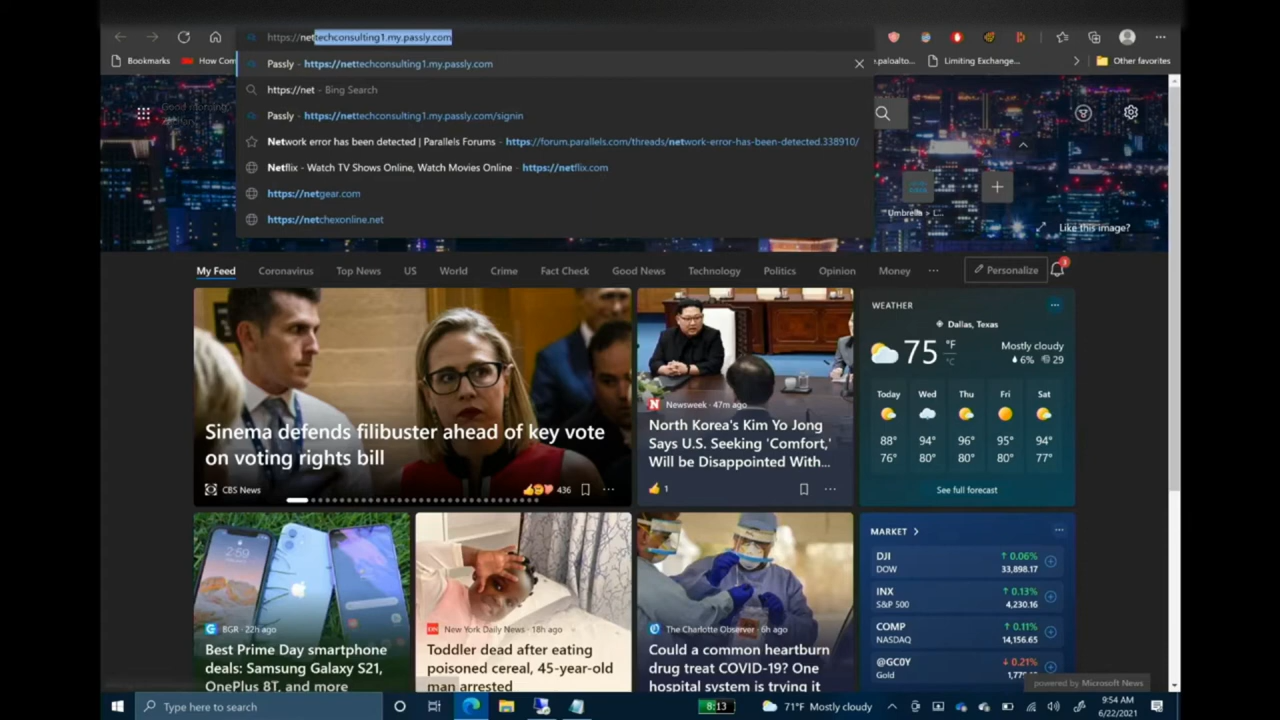 https://nettechconsulting1.my.passly.com
Bookmarks
How Com
.paloalto...
Limiting Exchange...
Other favorites
Passly - https://nettechconsulting1.my.passly.com
https://net - Bing Search
Passly - https://nettechconsulting1.my.passly.com/signin
Network error has been detected | Parallels Forums - https://forum.parallels.com/threads/network-error-has-been-detected.338910/
Netflix - Watch TV Shows Online, Watch Movies Online - https://netflix.com
https://netgear.com
https://netchexonline.net
Good morning
"Umbrella > L...
Like this image?
My Feed
Coronavirus
Top News
US
World
Crime
Fact Check
Good News
Technology
Politics
Opinion
Money
...
Personalize
3
Sinema defends filibuster ahead of key vote
on voting rights bill
CBS News
436
Newsweek · 47m ago
North Korea's Kim Yo Jong
Says U.S. Seeking 'Comfort,'
Will be Disappointed With...
1
WEATHER
Dallas, Texas
75 °F
°C
Mostly cloudy
6% 29
Today Wed Thu Fri Sat
88° 94° 96° 95° 94°
76° 80° 80° 80° 77°
See full forecast
2:59
BGR · 22h ago
Best Prime Day smartphone
deals: Samsung Galaxy S21,
OnePlus 8T, and more
New York Daily News · 18h ago
Toddler dead after eating
poisoned cereal, 45-year-old
man arrested
The Charlotte Observer · 6h ago
Could a common heartburn
drug treat COVID-19? One
hospital system is trying it
MARKET
DJI ↑ 0.06%
DOW 33,898.17
INX ↑ 0.13%
S&P 500 4,230.16
COMP ↑ 0.11%
NASDAQ 14,156.65
@GC0Y ↓ 0.21%
Gold
powered by Microsoft News
Type here to search
8:13
71°F Mostly cloudy
9:54 AM
6/22/2021